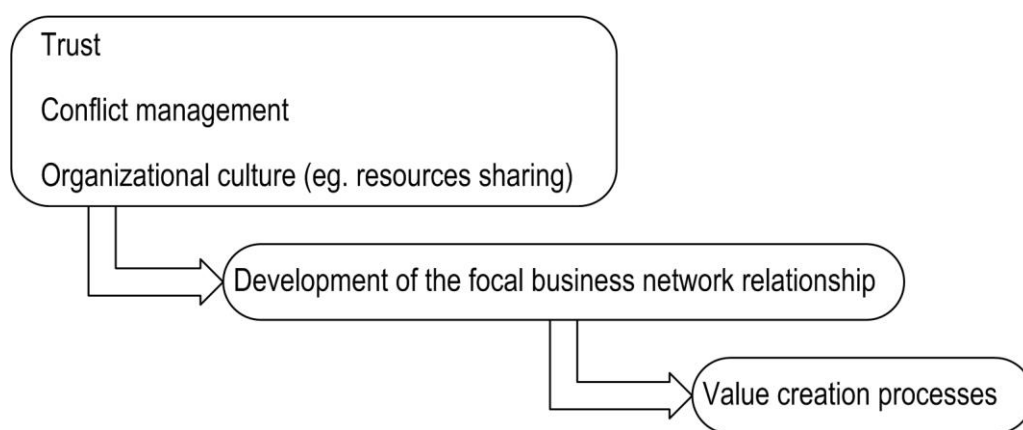 Trust
Conflict management
Organizational culture (eg. resources sharing)
Development of the focal business network relationship
Value creation processes